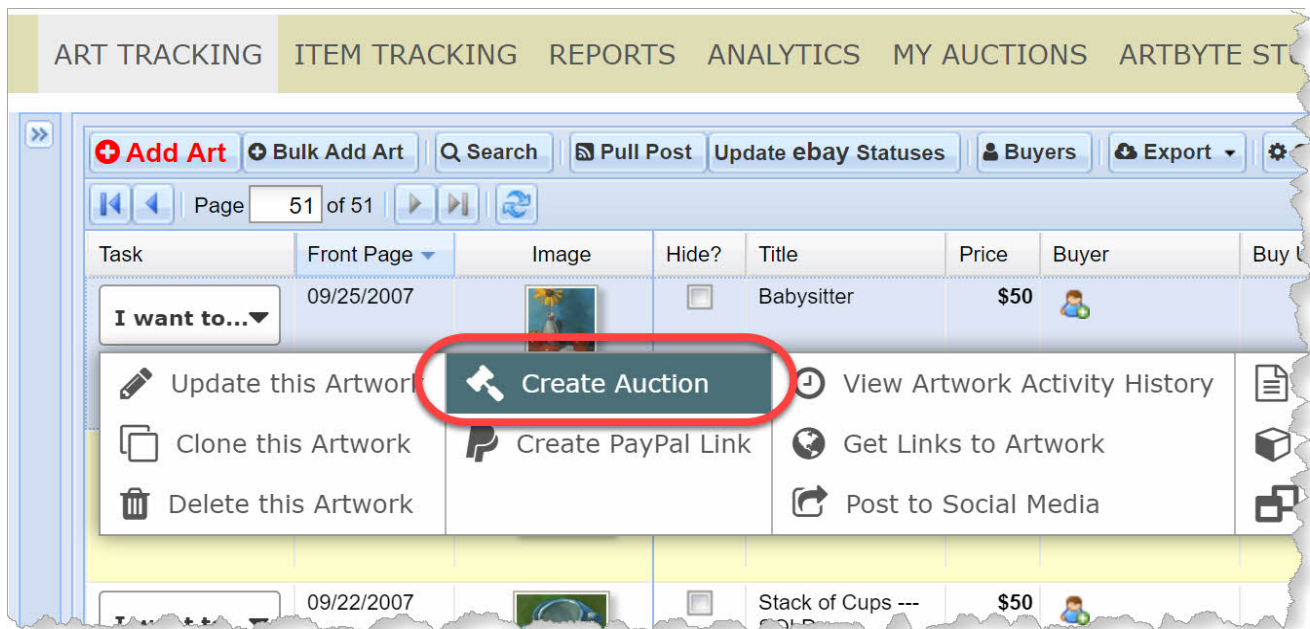 ART TRACKING ITEM TRACKING REPORTS ANALYTICS MY AUCTIONS ARTBYTE
Add Art Bulk Add Art Search Pull Post Update ebay Statuses Buyers Export
Page 51 of 51
Task Front Page Image Hide? Title Price Buyer Buy
I want to... 09/25/2007 Babysitter $50
Update this Artwork Create Auction View Artwork Activity History
Clone this Artwork Create PayPal Link Get Links to Artwork
Delete this Artwork Post to Social Media
09/22/2007 Stack of Cups --- $50